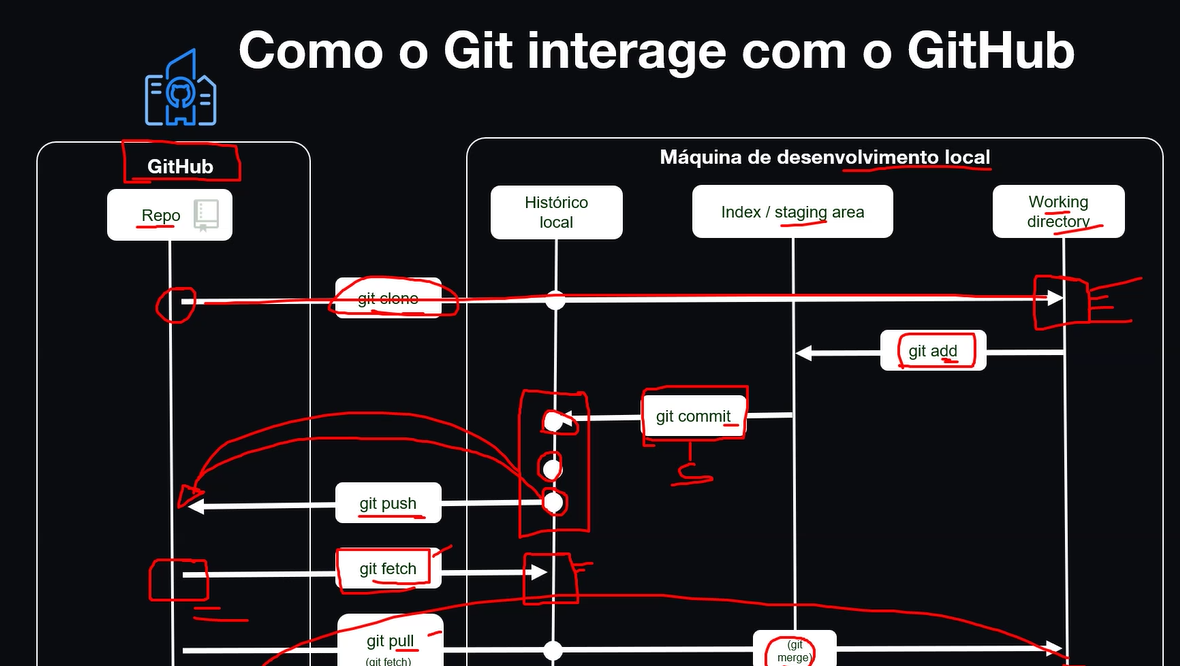 Como o Git interage com o GitHub
GitHub
Máquina de desenvolvimento local
Repo
Histórico
local
Index / staging area
Working
directory
git clone
git add
git commit
git push
git fetch
git pull
(git fetch)
(git
merge)